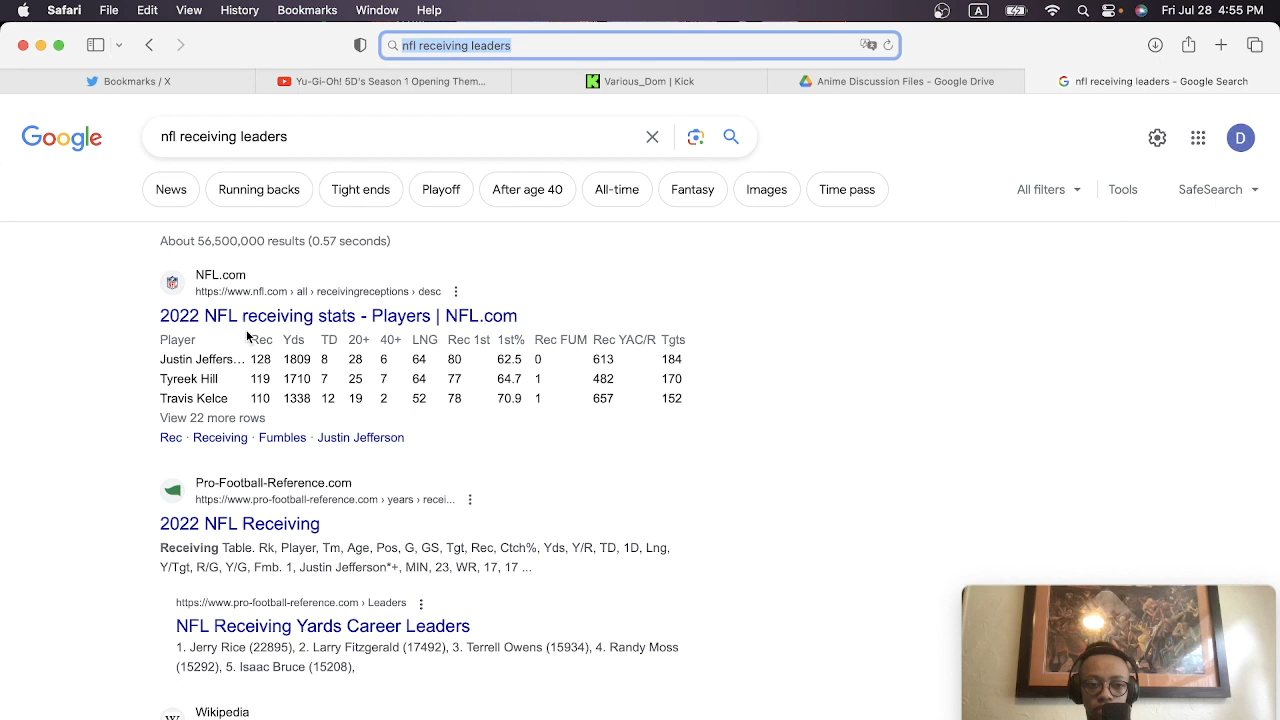 Safari File Edit View History Bookmarks Window Help A Fri Jul 28 4:55 PM
nfl receiving leaders
Bookmarks / X Yu-Gi-Oh! 5D's Season 1 Opening Them... Various_Dom | Kick Anime Discussion Files - Google Drive nfl receiving leaders - Google Search
Google nfl receiving leaders D
News Running backs Tight ends Playoff After age 40 All-time Fantasy Images Time pass All filters Tools SafeSearch
About 56,500,000 results (0.57 seconds)
NFL.com
https://www.nfl.com › all › receivingreceptions › desc
2022 NFL receiving stats - Players | NFL.com
Player Rec Yds TD 20+ 40+ LNG Rec 1st 1st% Rec FUM Rec YAC/R Tgts
Justin Jeffers... 128 1809 8 28 6 64 80 62.5 0 613 184
Tyreek Hill 119 1710 7 25 7 64 77 64.7 1 482 170
Travis Kelce 110 1338 12 19 2 52 78 70.9 1 657 152
View 22 more rows
Rec · Receiving · Fumbles · Justin Jefferson
Pro-Football-Reference.com
https://www.pro-football-reference.com › years › recei...
2022 NFL Receiving
Receiving Table. Rk, Player, Tm, Age, Pos, G, GS, Tgt, Rec, Ctch%, Yds, Y/R, TD, 1D, Lng,
Y/Tgt, R/G, Y/G, Fmb. 1, Justin Jefferson*+, MIN, 23, WR, 17, 17 ...
https://www.pro-football-reference.com › Leaders
NFL Receiving Yards Career Leaders
1. Jerry Rice (22895), 2. Larry Fitzgerald (17492), 3. Terrell Owens (15934), 4. Randy Moss
(15292), 5. Isaac Bruce (15208),
W Wikipedia